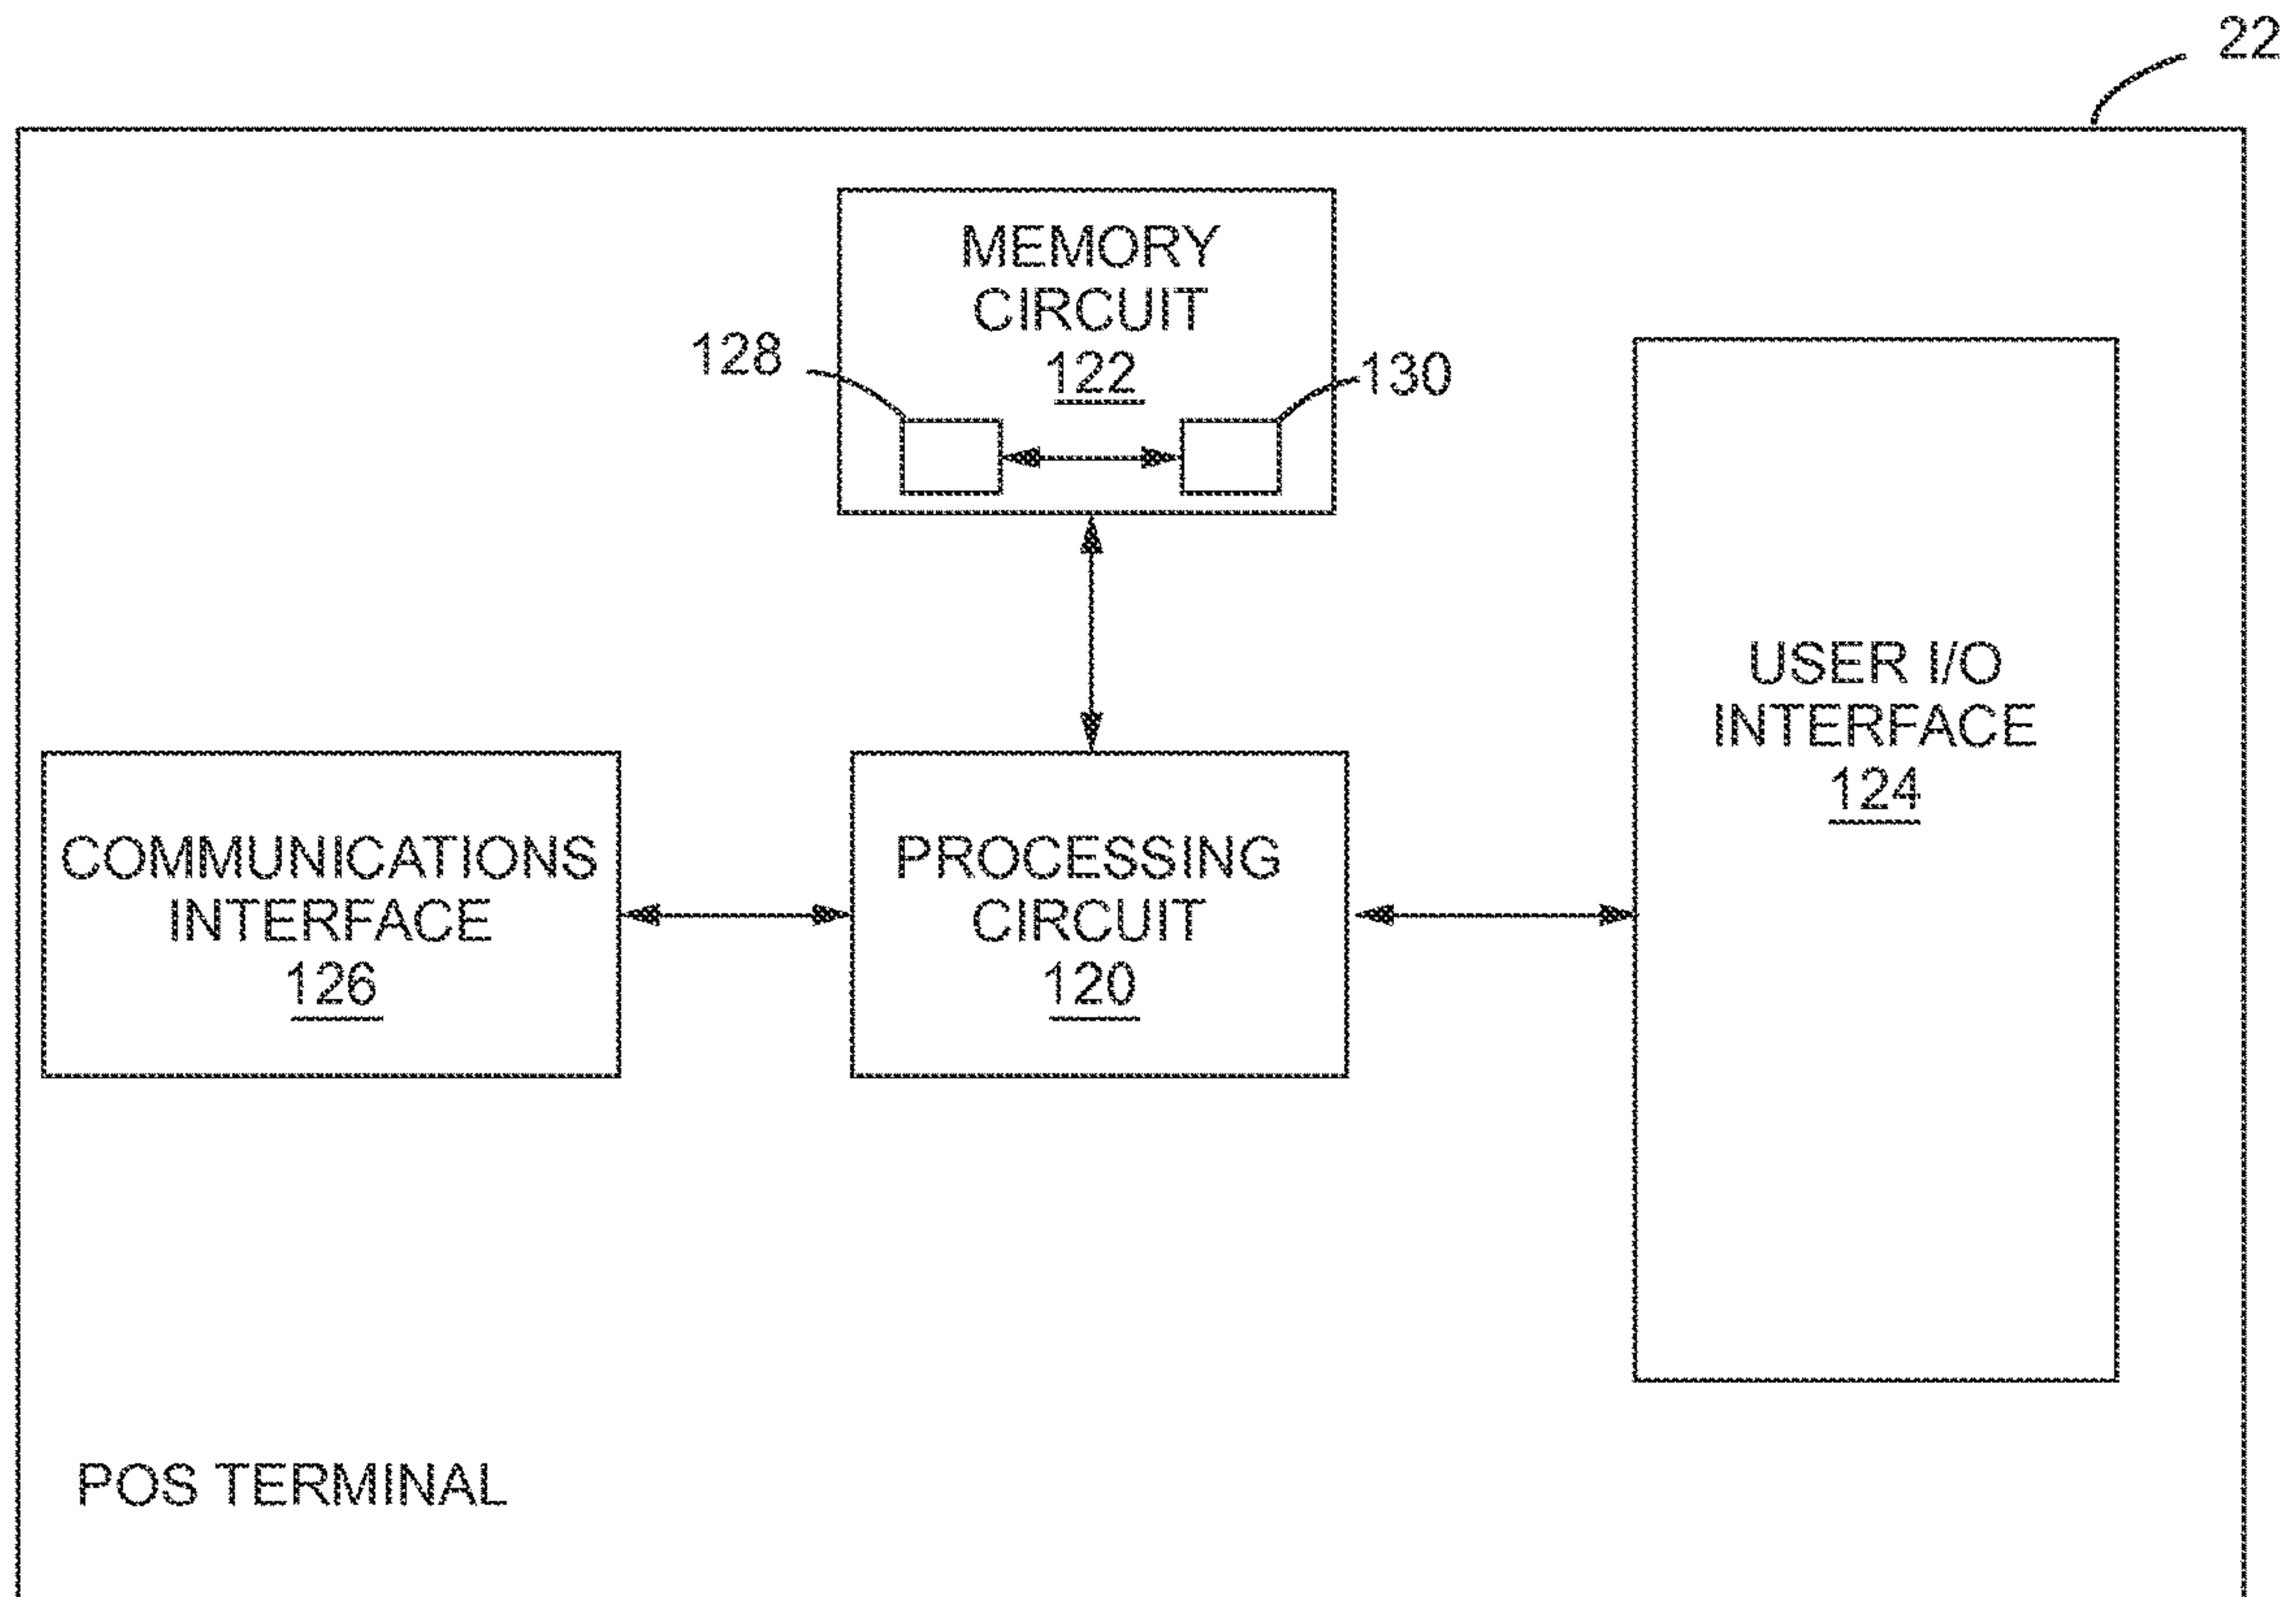 22
MEMORY
CIRCUIT
122
128
130
USER I/O
INTERFACE
124
COMMUNICATIONS
INTERFACE
126
PROCESSING
CIRCUIT
120
POS TERMINAL